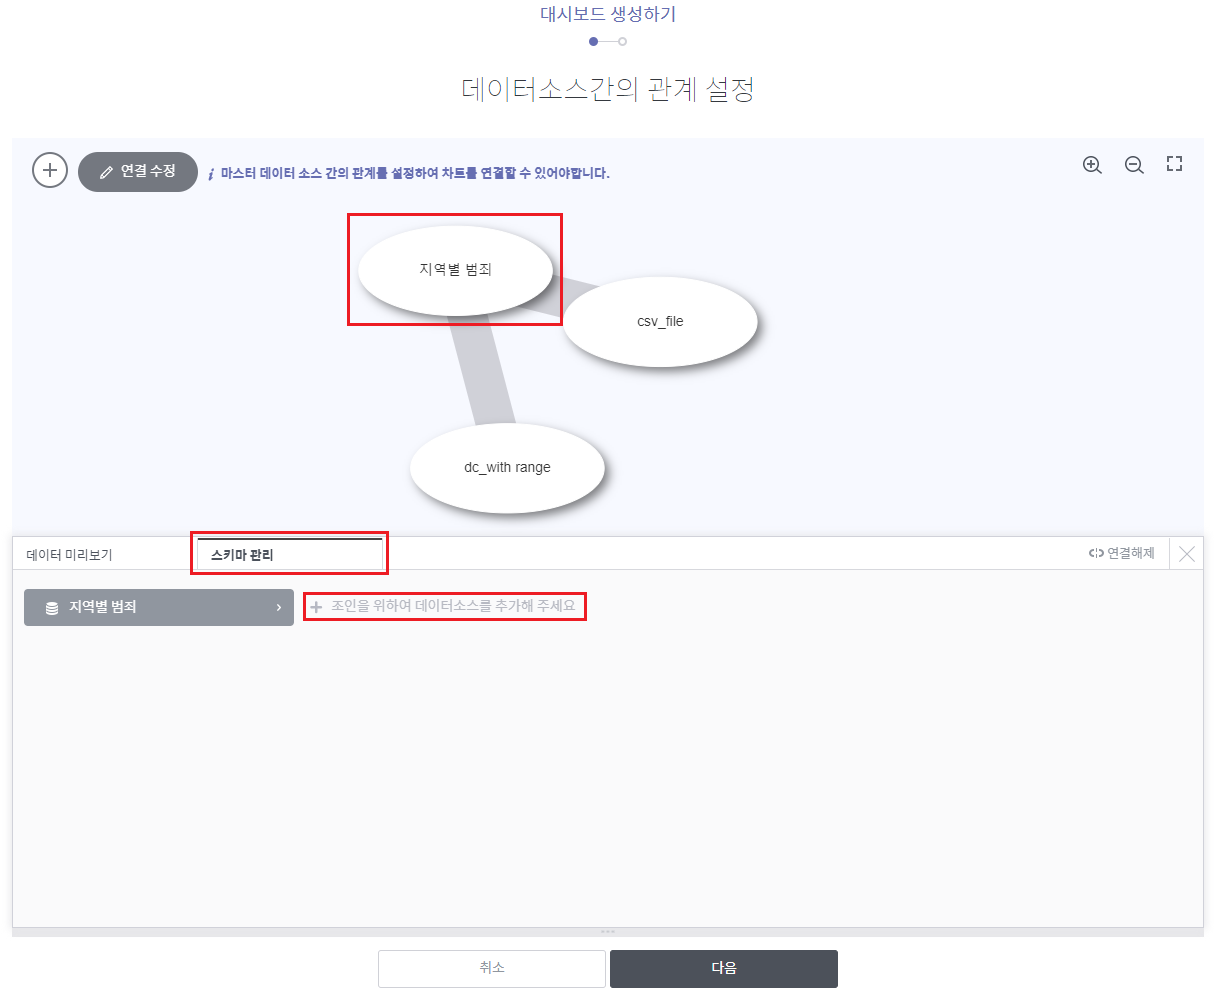 대시보드 생성하기
데이터소스간의 관계 설정
연결 수정
마스터 데이터 소스 간의 관계를 설정하여 차트를 연결할 수 있어야합니다.
지역별 범죄
csv_file
dc_with range
데이터 미리보기
스키마 관리
연결해제
지역별 범죄
조인을 위하여 데이터소스를 추가해 주세요
취소
다음